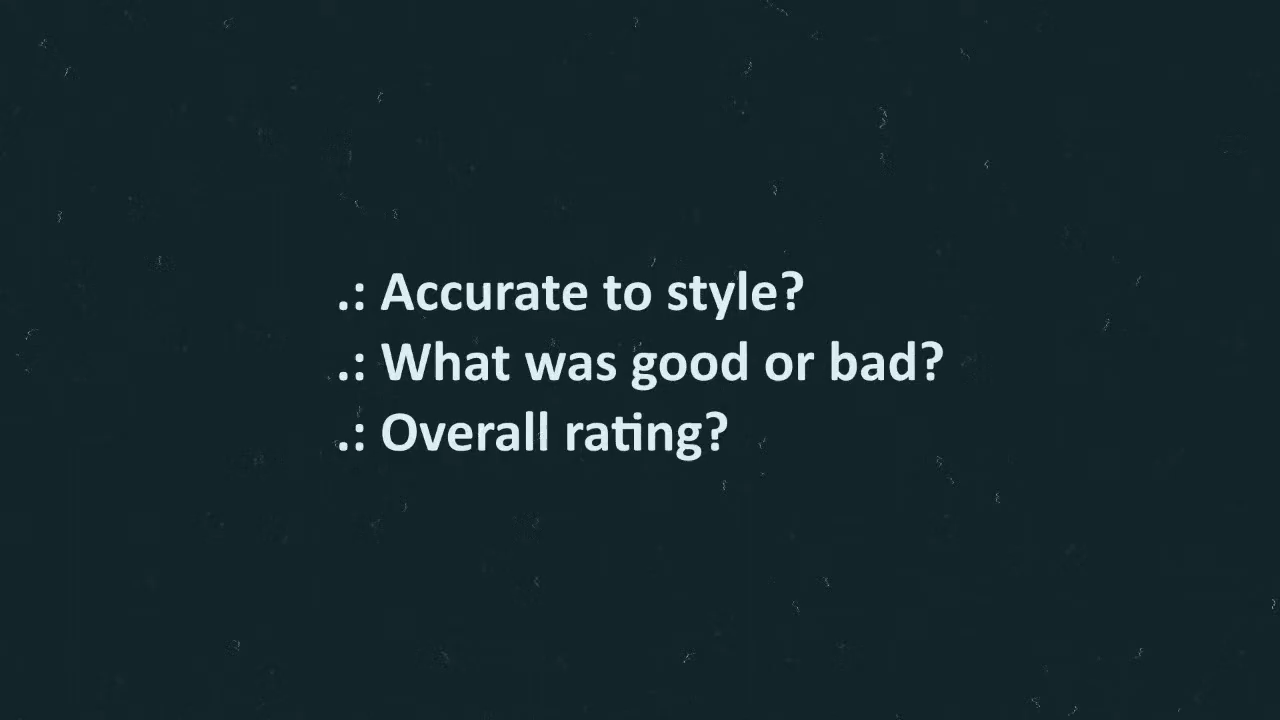 .: Accurate to style?
.: What was good or bad?
.: Overall rating?